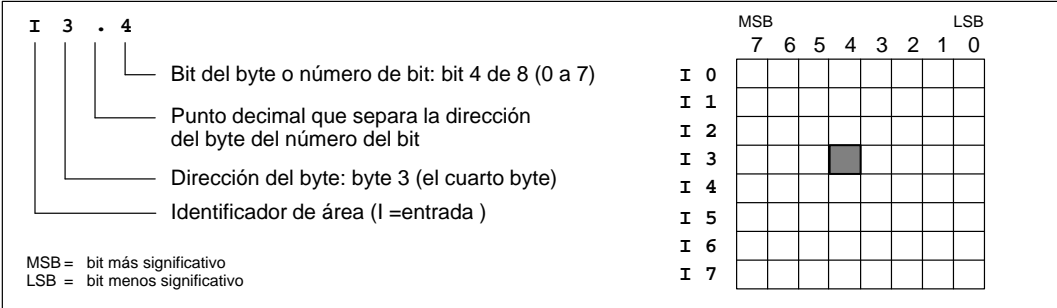 I 3 . 4
Bit del byte o número de bit: bit 4 de 8 (0 a 7)
Punto decimal que separa la dirección
del byte del número del bit
Dirección del byte: byte 3 (el cuarto byte)
Identificador de área (I =entrada )
MSB = bit más significativo
LSB = bit menos significativo
MSB LSB
7 6 5 4 3 2 1 0
I 0
I 1
I 2
I 3
I 4
I 5
I 6
I 7